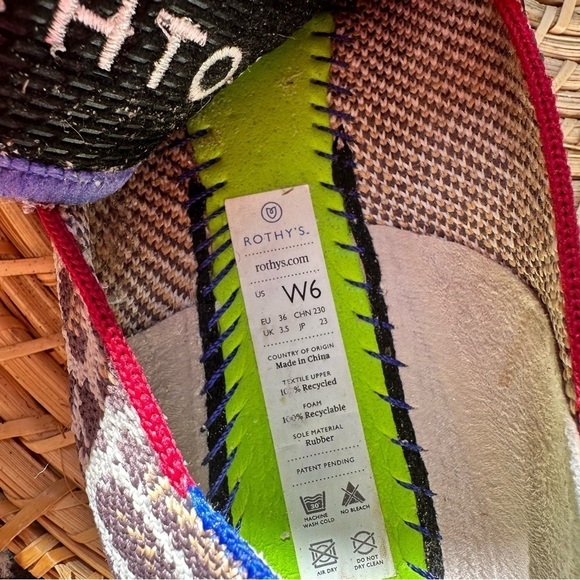 HTO
ROTHY'S
rothys.com
US W6
EU 36 CHN 230
UK 3.5 JP 23
COUNTRY OF ORIGIN
Made in China
TEXTILE UPPER
100% Recycled
FOAM
100% Recyclable
SOLE MATERIAL
Rubber
PATENT PENDING
30°
MACHINE WASH COLD
NO BLEACH
AIR DRY
DO NOT DRY CLEAN